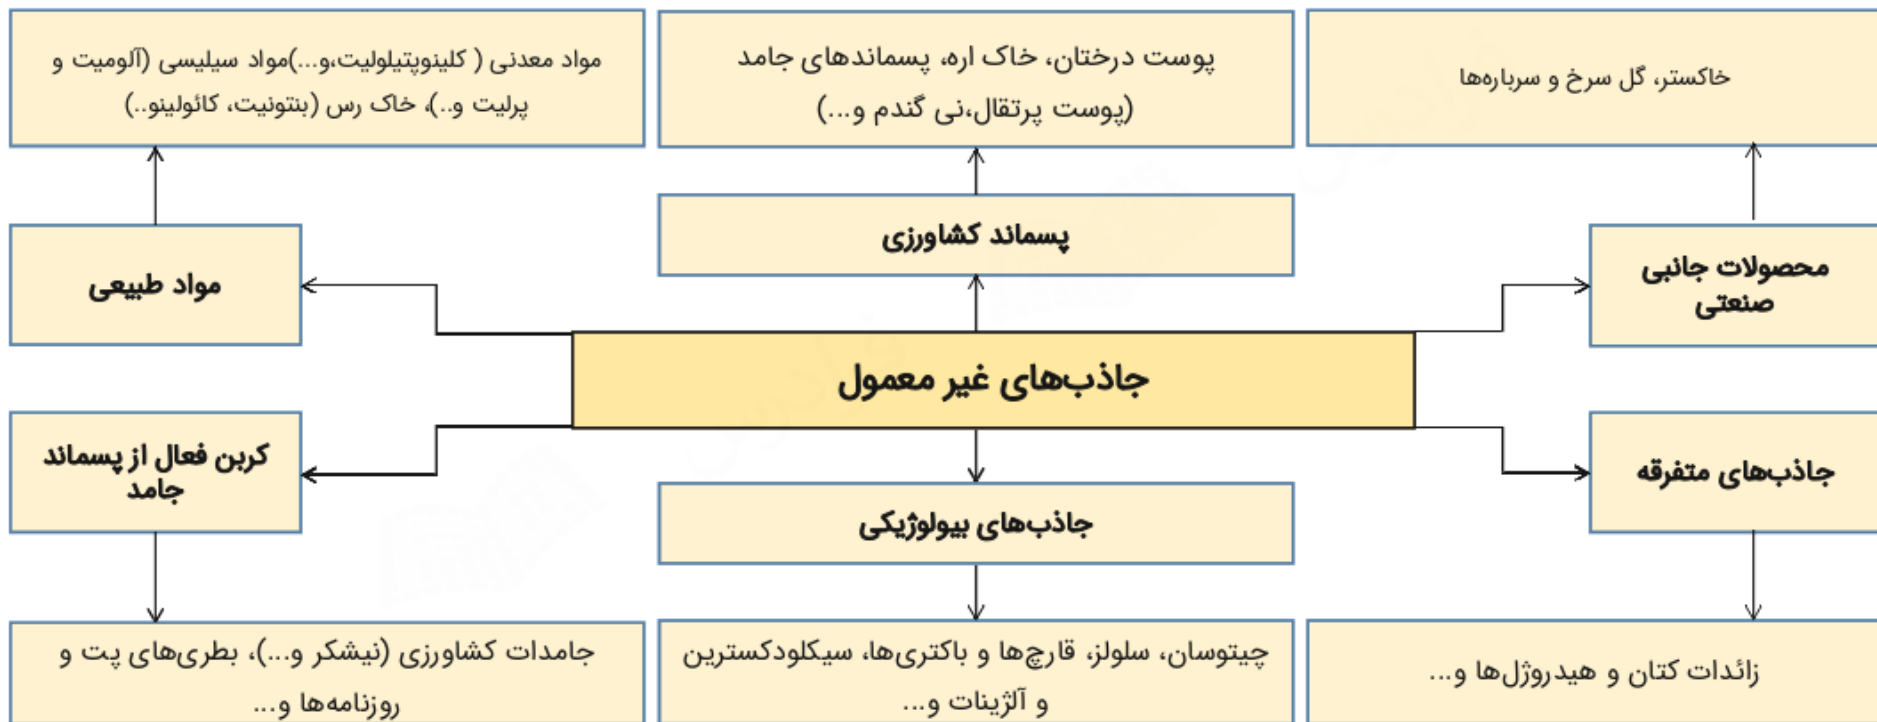 خاکستر، گل سرخ و سرباره‌ها
پوست درختان، خاک اره، پسماندهای جامد
(پوست پرتقال،نی گندم و...)
مواد معدنی ( کلینوپتیلولیت،و...)مواد سیلیسی (آلومیت و
پرلیت و..)، خاک رس (بنتونیت، کائولینو..)
محصولات جانبی
صنعتی
پسماند کشاورزی
مواد طبیعی
جاذب‌های غیر معمول
جاذب‌های متفرقه
جاذب‌های بیولوژیکی
کربن فعال از پسماند
جامد
زائدات کتان و هیدروژل‌ها و...
چیتوسان، سلولز، قارچ‌ها و باکتری‌ها، سیکلودکسترین
و آلژینات و...
جامدات کشاورزی (نیشکر و...)، بطری‌های پت و
روزنامه‌ها و...
فرادرس
فرادرس